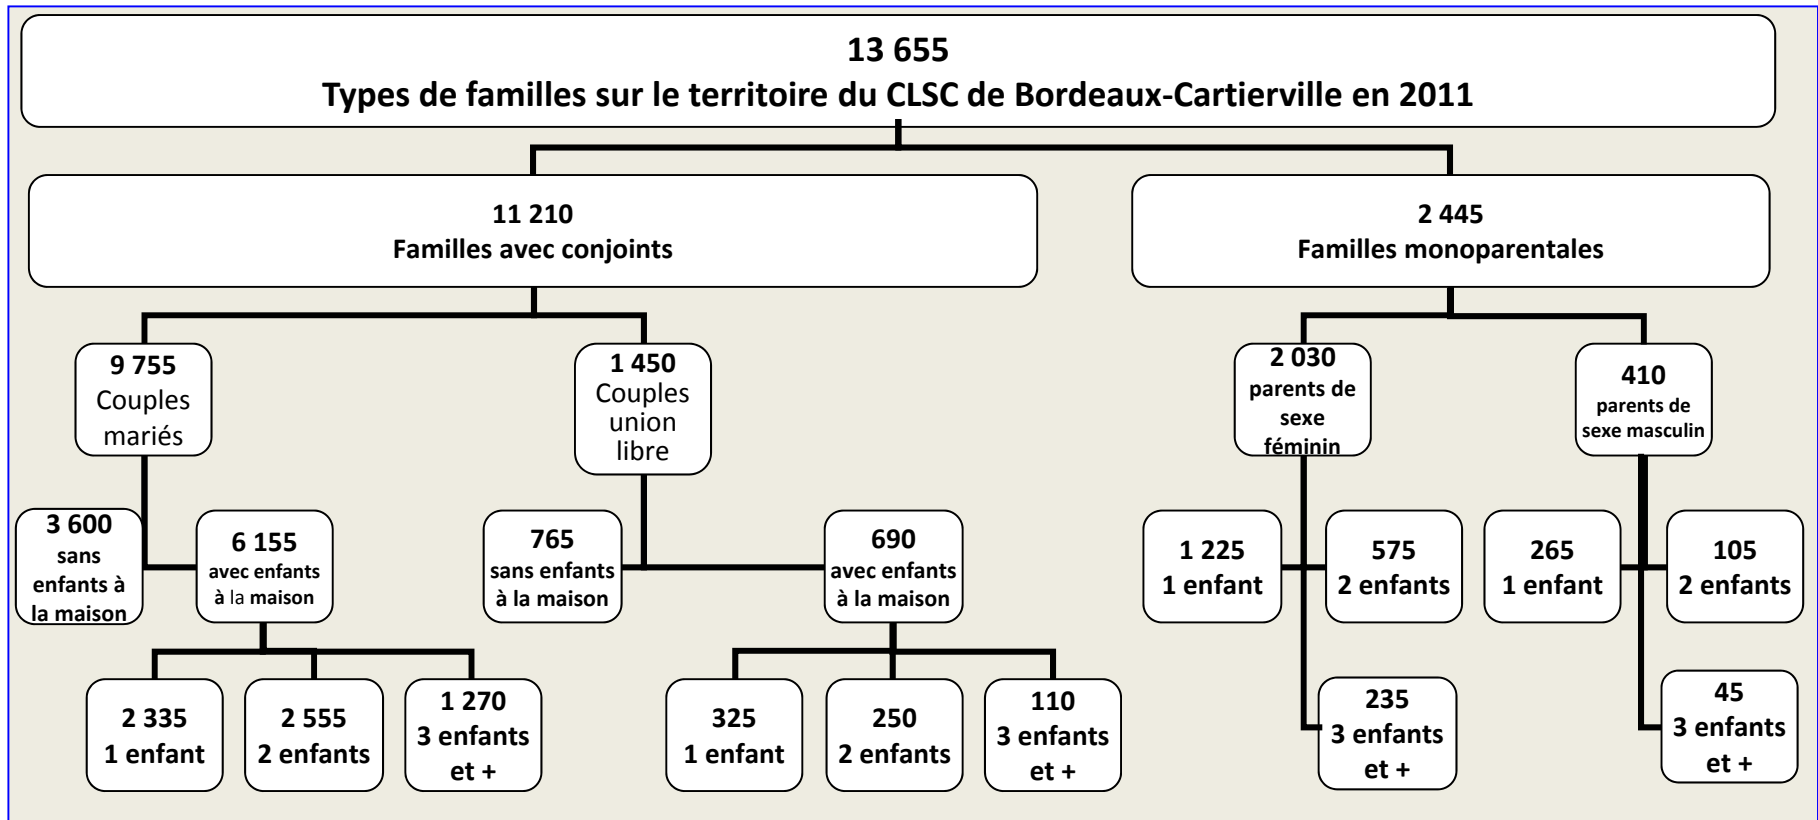 13 655
Types de familles sur le territoire du CLSC de Bordeaux-Cartierville en 2011
11 210
Familles avec conjoints
2 445
Familles monoparentales
9 755
Couples
mariés
1 450
Couples
union
libre
2 030
parents de
sexe
féminin
410
parents de
sexe masculin
3 600
sans
enfants à
la maison
6 155
avec enfants
à la maison
765
sans enfants
à la maison
690
avec enfants
à la maison
1 225
1 enfant
575
2 enfants
265
1 enfant
105
2 enfants
2 335
1 enfant
2 555
2 enfants
1 270
3 enfants
et +
325
1 enfant
250
2 enfants
110
3 enfants
et +
235
3 enfants
et +
45
3 enfants
et +